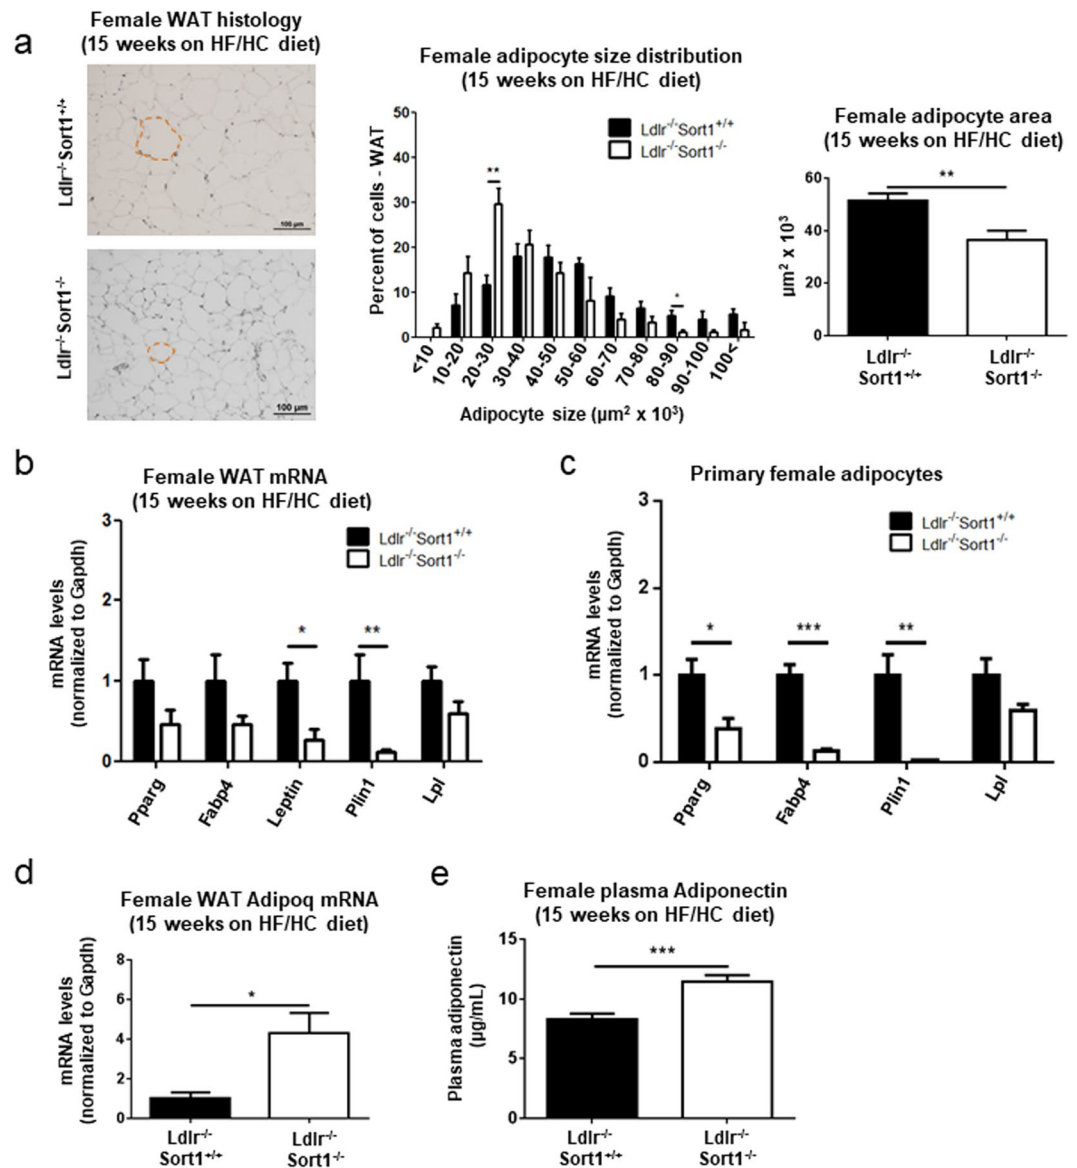 a
Female WAT histology
(15 weeks on HF/HC diet)
Ldlr-/-Sort1+/+
100 µm
Ldlr-/-Sort1-/-
100 µm
Female adipocyte size distribution
(15 weeks on HF/HC diet)
Percent of cells - WAT
50
40
30
20
10
0
Ldlr-/-Sort1+/+
Ldlr-/-Sort1-/-
**
*
<10
10-20
20-30
30-40
40-50
50-60
60-70
70-80
80-90
90-100
100<
Adipocyte size (µm2 x 103)
Female adipocyte area
(15 weeks on HF/HC diet)
µm2 x 103
60
40
20
0
**
Ldlr-/-
Sort1+/+
Ldlr-/-
Sort1-/-
b
Female WAT mRNA
(15 weeks on HF/HC diet)
mRNA levels
(normalized to Gapdh)
3
2
1
0
Ldlr-/-Sort1+/+
Ldlr-/-Sort1-/-
*
**
Pparg
Fabp4
Leptin
Plin1
Lpl
c
Primary female adipocytes
mRNA levels
(normalized to Gapdh)
3
2
1
0
Ldlr-/-Sort1+/+
Ldlr-/-Sort1-/-
*
***
**
Pparg
Fabp4
Plin1
Lpl
d
Female WAT Adipoq mRNA
(15 weeks on HF/HC diet)
mRNA levels
(normalized to Gapdh)
8
6
4
2
0
*
Ldlr-/-
Sort1+/+
Ldlr-/-
Sort1-/-
e
Female plasma Adiponectin
(15 weeks on HF/HC diet)
Plasma adiponectin
(µg/mL)
15
10
5
0
***
Ldlr-/-
Sort1+/+
Ldlr-/-
Sort1-/-